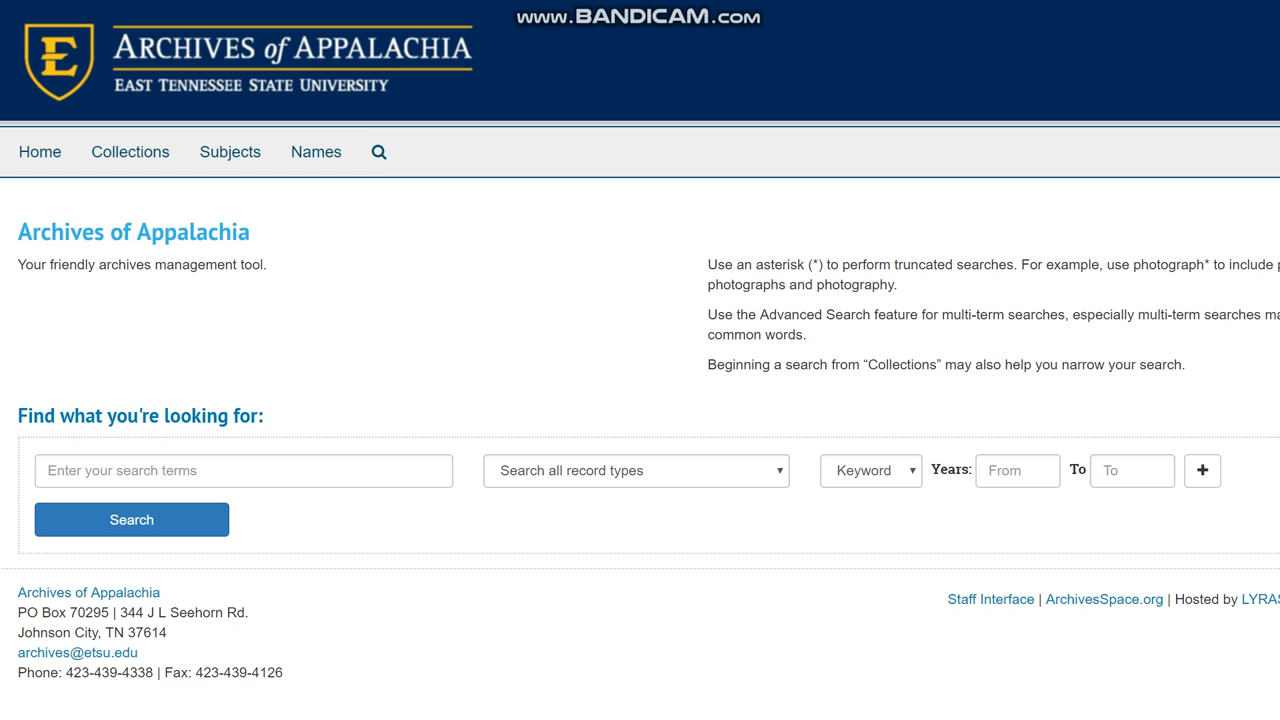 www.BANDICAM.com
E
ARCHIVES of APPALACHIA
EAST TENNESSEE STATE UNIVERSITY
Home Collections Subjects Names
Archives of Appalachia
Your friendly archives management tool.
Use an asterisk (*) to perform truncated searches. For example, use photograph* to include
photographs and photography.
Use the Advanced Search feature for multi-term searches, especially multi-term searches
common words.
Beginning a search from “Collections” may also help you narrow your search.
Find what you're looking for:
Enter your search terms Search all record types Keyword Years: From To To +
Search
Archives of Appalachia
PO Box 70295 | 344 J L Seehorn Rd.
Johnson City, TN 37614
archives@etsu.edu
Phone: 423-439-4338 | Fax: 423-439-4126
Staff Interface | ArchivesSpace.org | Hosted by LYRAS